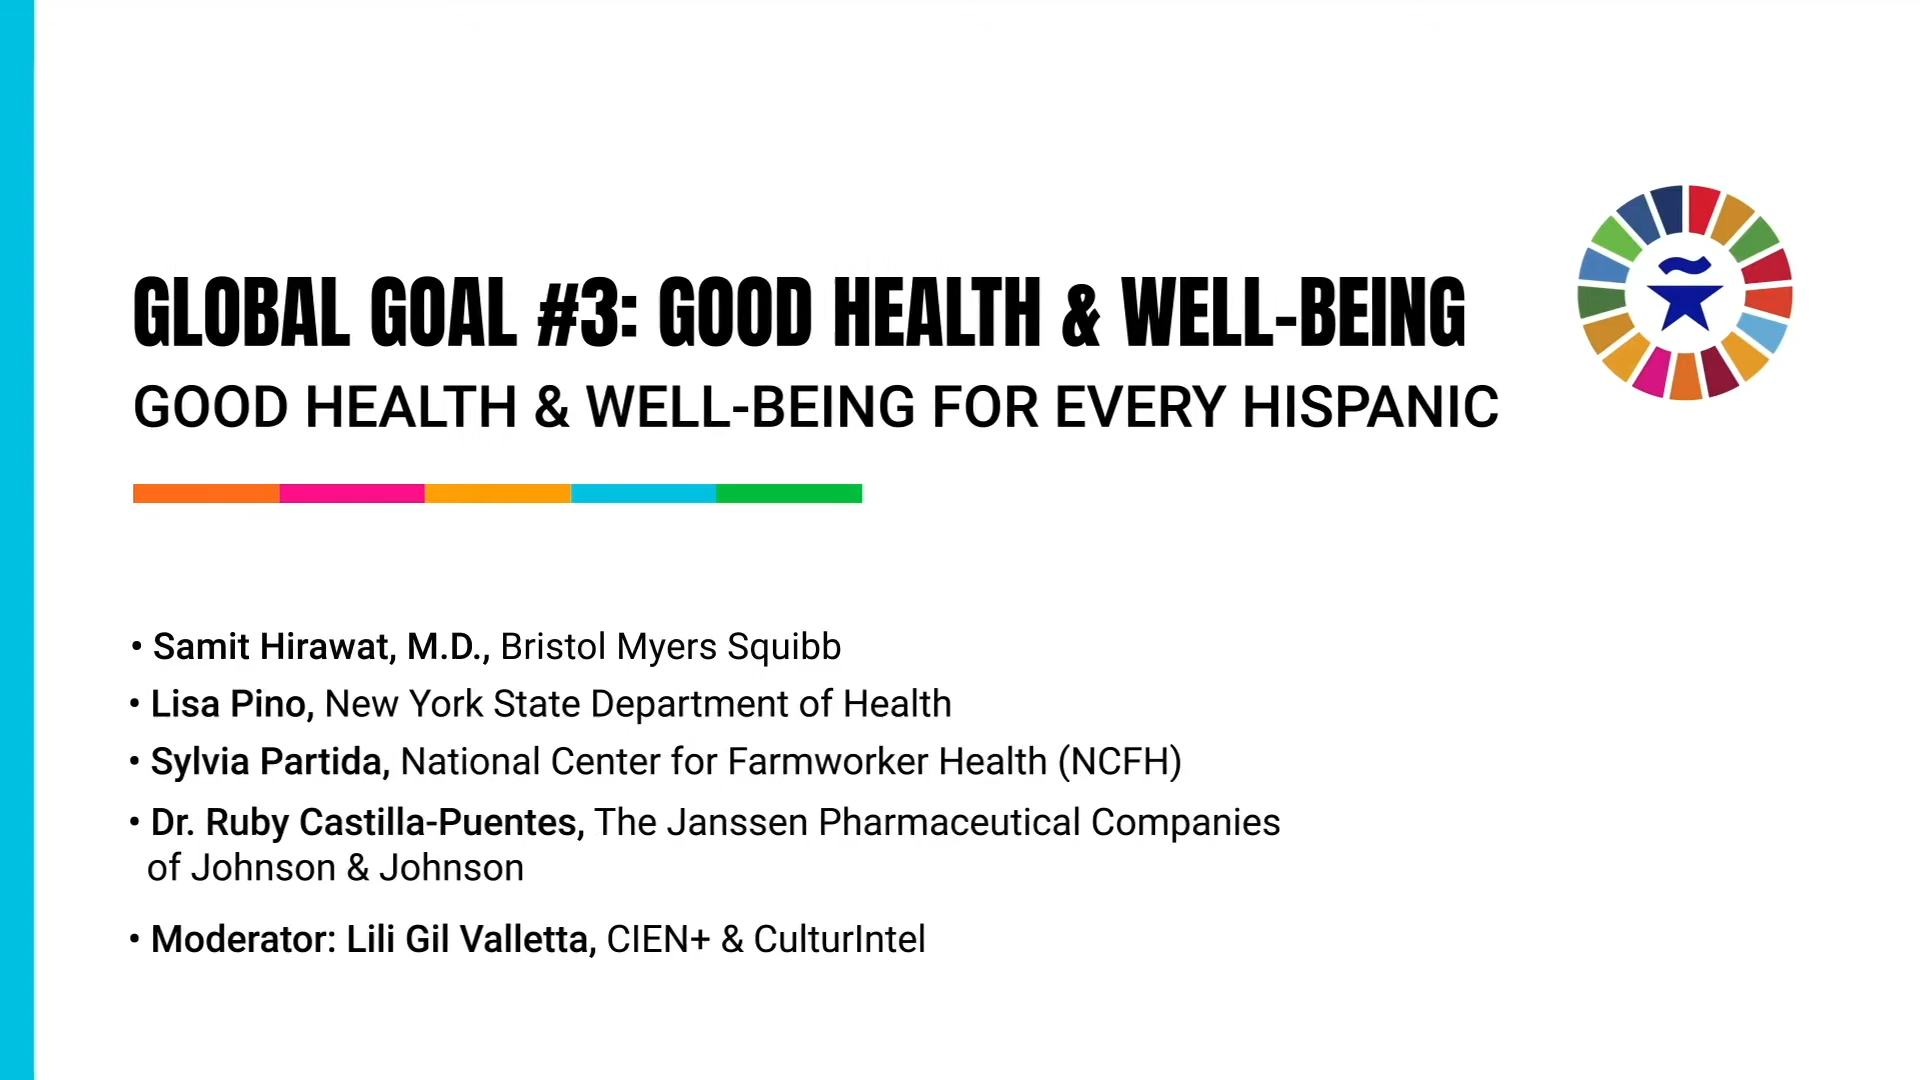 GLOBAL GOAL #3: GOOD HEALTH & WELL-BEING
GOOD HEALTH & WELL-BEING FOR EVERY HISPANIC
• Samit Hirawat, M.D., Bristol Myers Squibb
• Lisa Pino, New York State Department of Health
• Sylvia Partida, National Center for Farmworker Health (NCFH)
• Dr. Ruby Castilla-Puentes, The Janssen Pharmaceutical Companies
of Johnson & Johnson
• Moderator: Lili Gil Valletta, CIEN+ & CulturIntel